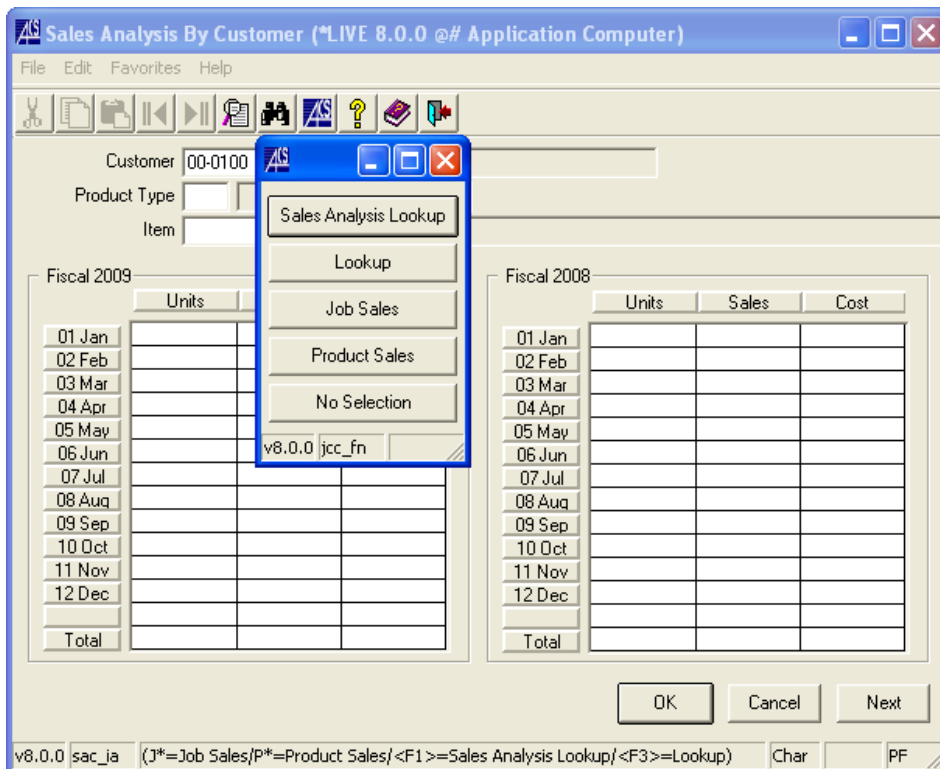 ACS Sales Analysis By Customer (*LIVE 8.0.0 @# Application Computer)
File Edit Favorites Help
ACS ?
Customer 00-0100
Product Type
Item
ACS
Sales Analysis Lookup
Lookup
Job Sales
Product Sales
No Selection
v8.0.0 jcc_fn
Fiscal 2009
Units
01 Jan
02 Feb
03 Mar
04 Apr
05 May
06 Jun
07 Jul
08 Aug
09 Sep
10 Oct
11 Nov
12 Dec
Total
Fiscal 2008
Units Sales Cost
01 Jan
02 Feb
03 Mar
04 Apr
05 May
06 Jun
07 Jul
08 Aug
09 Sep
10 Oct
11 Nov
12 Dec
Total
OK Cancel Next
v8.0.0 sac_ia (J*=Job Sales/P*=Product Sales/<F1>=Sales Analysis Lookup/<F3>=Lookup) Char PF